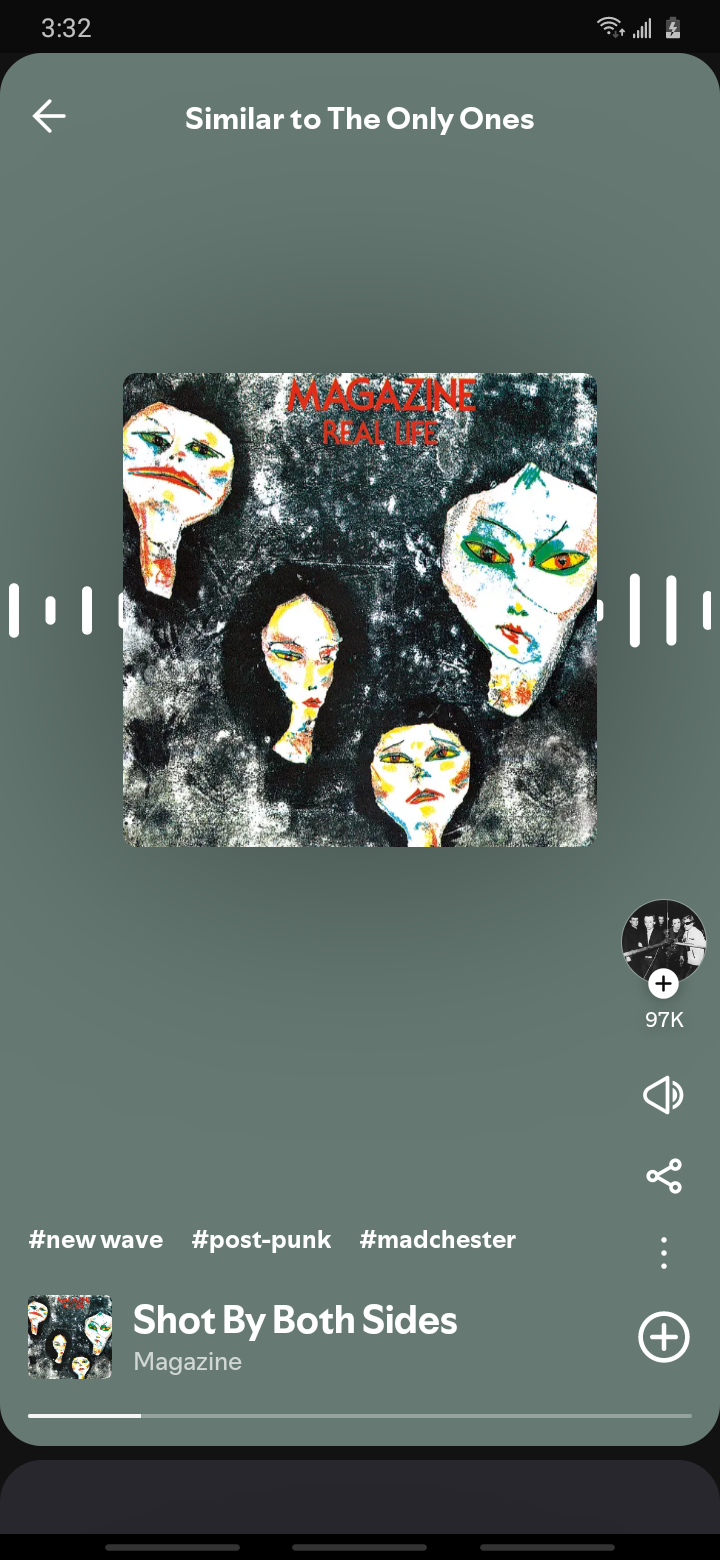 3:32
Similar to The Only Ones
MAGAZINE
REAL LIFE
97K
#new wave #post-punk #madchester
Shot By Both Sides
Magazine